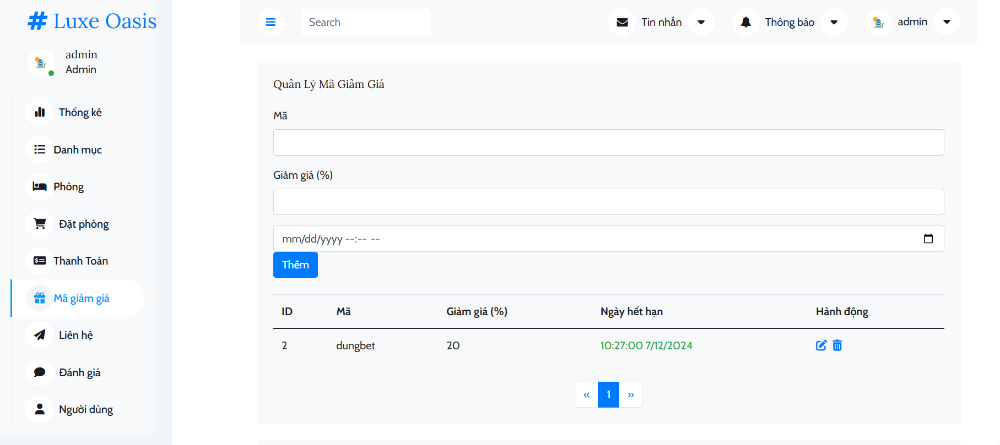 # Luxe Oasis
admin
Admin
Thống kê
Danh mục
Phòng
Đặt phòng
Thanh Toán
Mã giảm giá
Liên hệ
Đánh giá
Người dùng
Search
Tin nhắn
Thông báo
admin
Quản Lý Mã Giảm Giá
Mã
Giảm giá (%)
mm/dd/yyyy --:-- --
Thêm
ID Mã Giảm giá (%) Ngày hết hạn Hành động
2 dungbet 20 10:27:00 7/12/2024
« 1 »